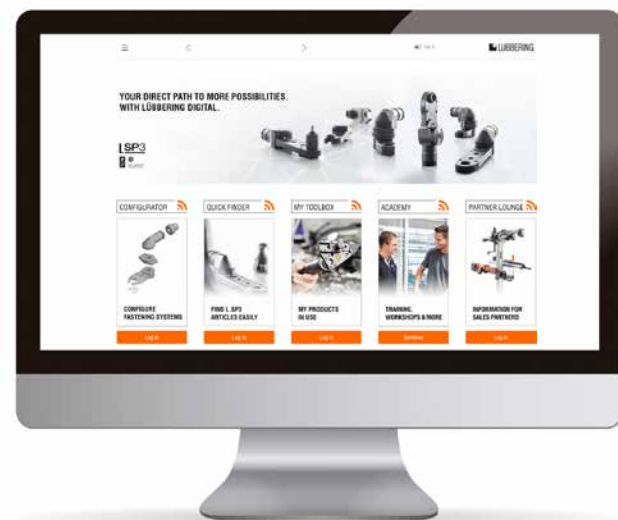 LÜBBERING
YOUR DIRECT PATH TO MORE POSSIBILITIES.
WITH LÜBBERING DIGITAL.
LSP3
CONFIGURATOR
QUICK FINDER
MY TOOLBOX
ACADEMY
PARTNER LOUNGE
CONFIGURE
FASTENING SYSTEMS
FIND L SP3
ARTICLES EASILY
MY PRODUCTS
IN USE
TRAINING,
WORKSHOPS & MORE
INFORMATION FOR
SALES PARTNERS
Log in
Log in
Log in
Continue
Log in